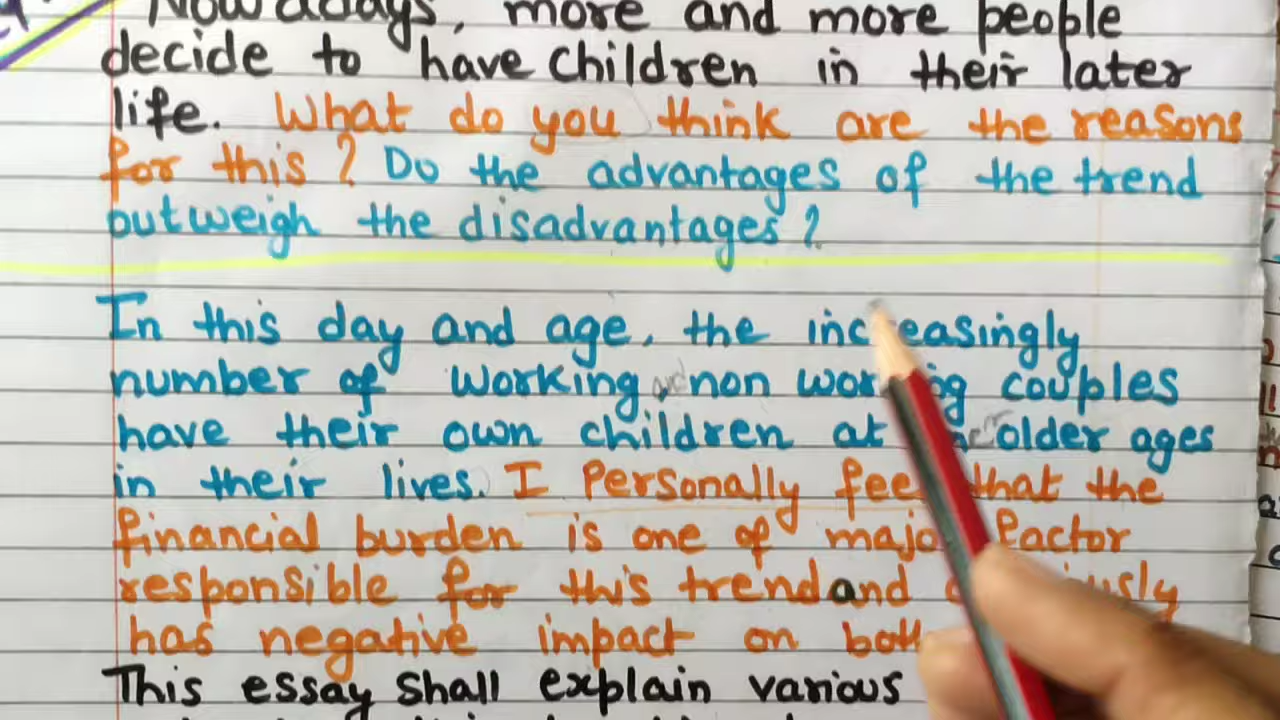 Nowadays, more and more people
decide to have children in their later
life. What do you think are the reasons
for this? Do the advantages of the trend
outweigh the disadvantages?
In this day and age, the increasingly
number of working, and non working couples
have their own children at older ages
in their lives. I Personally feel that the
financial burden is one of major factor
responsible for this trend and
has negative impact on both
This essay shall explain various